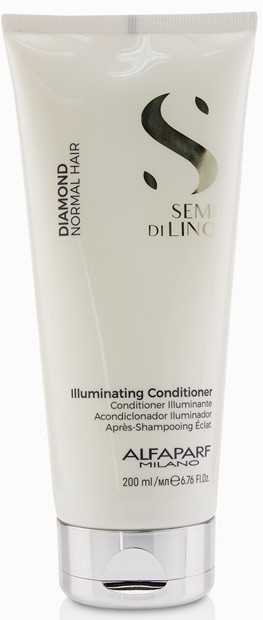 DIAMOND
NORMAL HAIR
SEMI
DI LINO
Illuminating Conditioner
Conditioner Illuminante
Acondicionador Iluminador
Après-Shampooing Éclat
ALFAPARF
MILANO
200 ml/мл℮6.76 Fl.Oz.